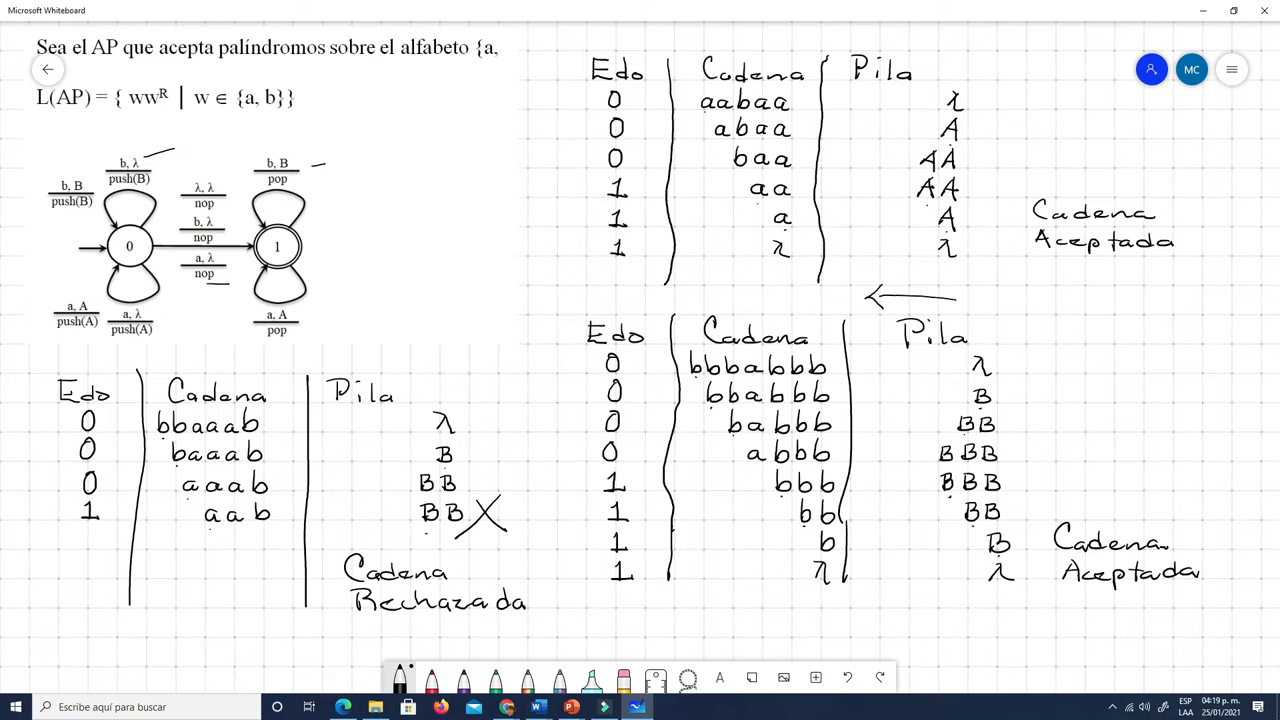 Microsoft Whiteboard
Sea el AP que acepta palíndromos sobre el alfabeto {a,
L(AP) = { wwᴿ | w ∈ {a, b}}
b, λ
push(B)
b, B
push(B)
λ, λ
nop
b, λ
nop
a, λ
nop
b, B
pop
0
1
a, A
push(A)
a, λ
push(A)
a, A
pop
Edo Cadena Pila
0 aabaa λ
0 abaa A
0 baa AA
1 aa AA
1 a A
1 λ λ
Cadena
Aceptada
MC
Edo Cadena Pila
0 bbbabbb λ
0 bbabbb B
0 babbb BB
0 abbb BBB
1 bbb BBB
1 bb BB
1 b B
1 λ λ
Cadena
Aceptada
Edo Cadena Pila
0 bbaaab λ
0 baaab B
0 aaab BB
1 aab BB
Cadena
Rechazada
Escribe aquí para buscar
ESP
LAA
04:19 p. m.
25/01/2021